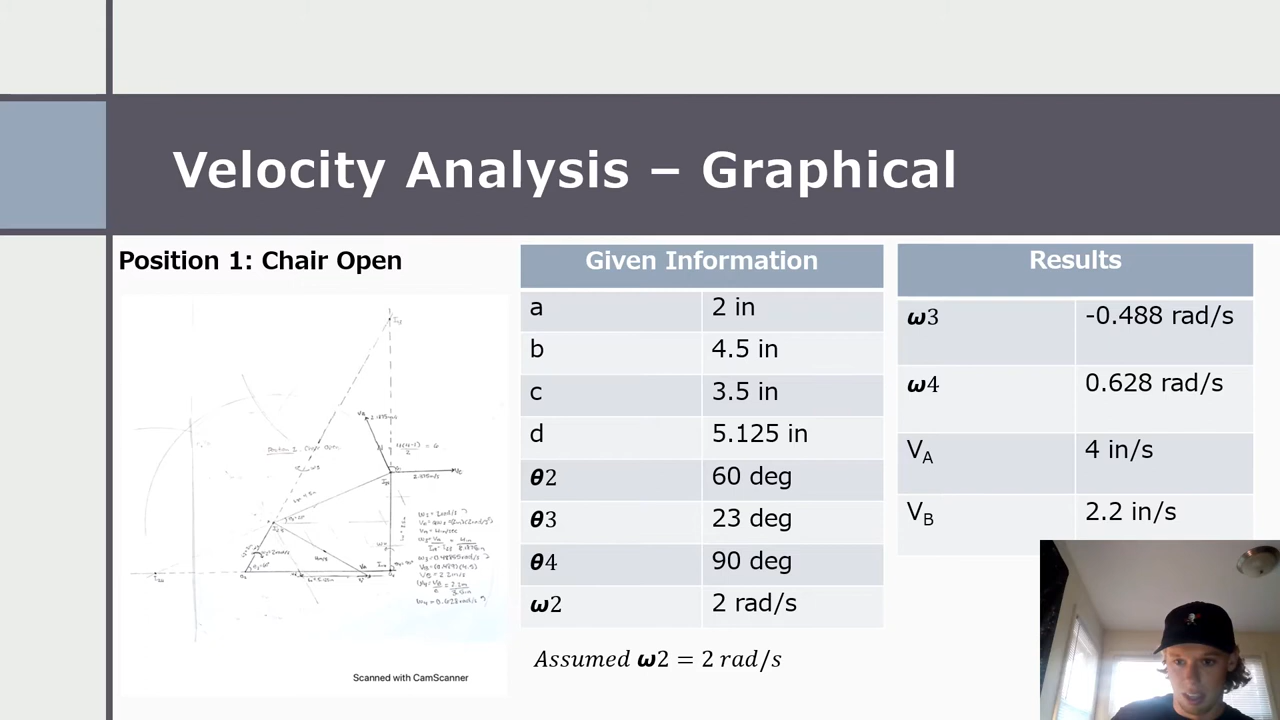 Velocity Analysis – Graphical
Position 1: Chair Open
Given Information
a 2 in
b 4.5 in
c 3.5 in
d 5.125 in
θ2 60 deg
θ3 23 deg
θ4 90 deg
ω2 2 rad/s
Assumed ω2 = 2 rad/s
Results
ω3 -0.488 rad/s
ω4 0.628 rad/s
VA 4 in/s
VB 2.2 in/s
Scanned with CamScanner